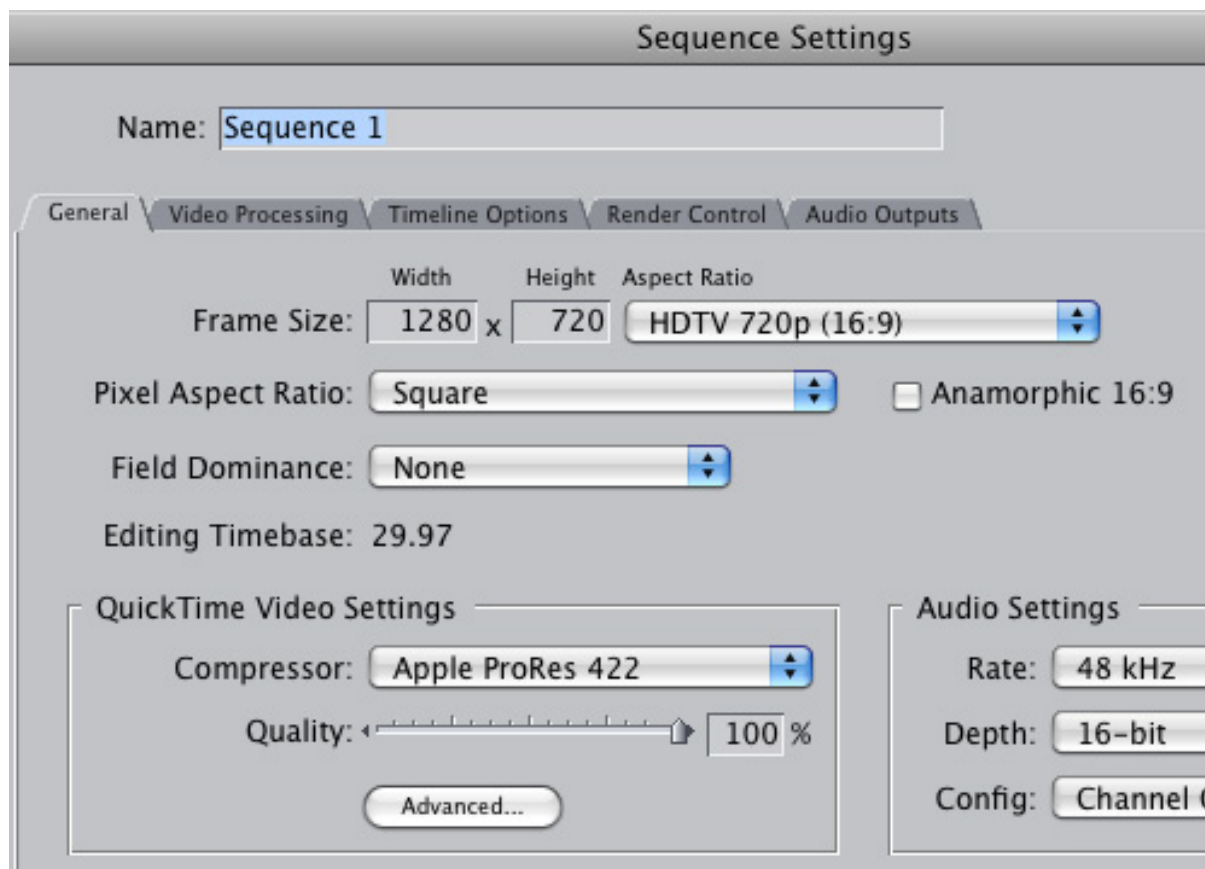 Sequence Settings
Name: Sequence 1
General Video Processing Timeline Options Render Control Audio Outputs
Width Height Aspect Ratio
Frame Size: 1280 x 720 HDTV 720p (16:9)
Pixel Aspect Ratio: Square Anamorphic 16:9
Field Dominance: None
Editing Timebase: 29.97
QuickTime Video Settings
Compressor: Apple ProRes 422
Quality: 100 %
Advanced...
Audio Settings
Rate: 48 kHz
Depth: 16-bit
Config: Channel